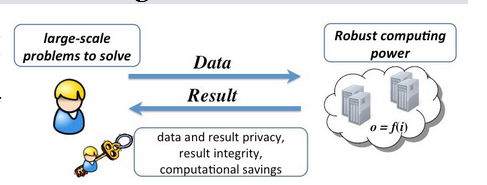 large-scale
problems to solve
Robust computing
power
Data
Result
o = f(i)
data and result privacy,
result integrity,
computational savings